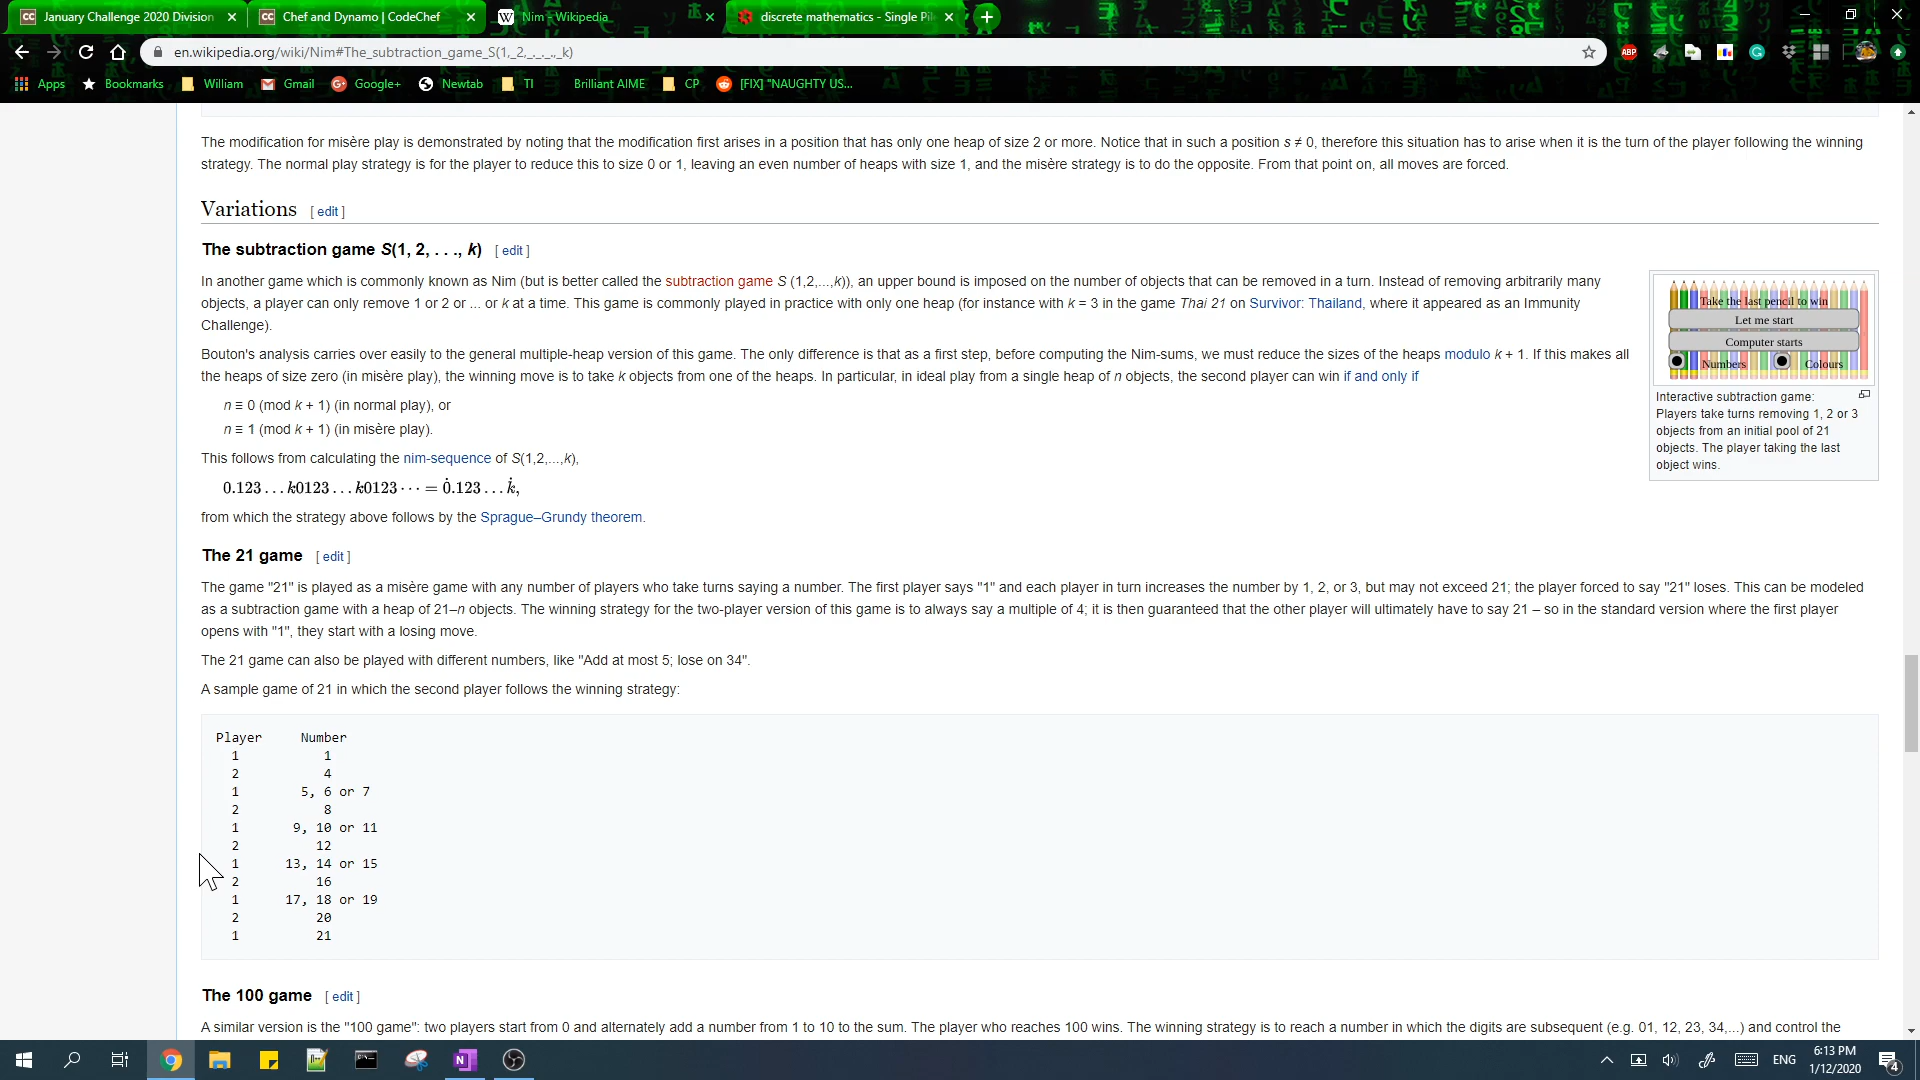 January Challenge 2020 Division
Chef and Dynamo | CodeChef
Nim - Wikipedia
discrete mathematics - Single Pil
en.wikipedia.org/wiki/Nim#The_subtraction_game_S(1,_2,_._._.,_k)
Apps Bookmarks William Gmail Google+ Newtab TI Brilliant AIME CP [FIX] "NAUGHTY US...
The modification for misère play is demonstrated by noting that the modification first arises in a position that has only one heap of size 2 or more. Notice that in such a position s ≠ 0, therefore this situation has to arise when it is the turn of the player following the winning
strategy. The normal play strategy is for the player to reduce this to size 0 or 1, leaving an even number of heaps with size 1, and the misère strategy is to do the opposite. From that point on, all moves are forced.
Variations [ edit ]
The subtraction game S(1, 2, . . ., k) [ edit ]
In another game which is commonly known as Nim (but is better called the subtraction game S (1,2,...,k)), an upper bound is imposed on the number of objects that can be removed in a turn. Instead of removing arbitrarily many
objects, a player can only remove 1 or 2 or ... or k at a time. This game is commonly played in practice with only one heap (for instance with k = 3 in the game Thai 21 on Survivor: Thailand, where it appeared as an Immunity
Challenge).
Bouton's analysis carries over easily to the general multiple-heap version of this game. The only difference is that as a first step, before computing the Nim-sums, we must reduce the sizes of the heaps modulo k + 1. If this makes all
the heaps of size zero (in misère play), the winning move is to take k objects from one of the heaps. In particular, in ideal play from a single heap of n objects, the second player can win if and only if
n ≡ 0 (mod k + 1) (in normal play), or
n ≡ 1 (mod k + 1) (in misère play).
This follows from calculating the nim-sequence of S(1,2,...,k),
0.123…k0123…k0123⋯ = 0̇.123…k̇,
from which the strategy above follows by the Sprague–Grundy theorem.
Take the last pencil to win
Let me start
Computer starts
Numbers Colours
Interactive subtraction game:
Players take turns removing 1, 2 or 3
objects from an initial pool of 21
objects. The player taking the last
object wins.
The 21 game [ edit ]
The game "21" is played as a misère game with any number of players who take turns saying a number. The first player says "1" and each player in turn increases the number by 1, 2, or 3, but may not exceed 21; the player forced to say "21" loses. This can be modeled
as a subtraction game with a heap of 21–n objects. The winning strategy for the two-player version of this game is to always say a multiple of 4; it is then guaranteed that the other player will ultimately have to say 21 – so in the standard version where the first player
opens with "1", they start with a losing move.
The 21 game can also be played with different numbers, like "Add at most 5; lose on 34".
A sample game of 21 in which the second player follows the winning strategy:
Player Number
1 1
2 4
1 5, 6 or 7
2 8
1 9, 10 or 11
2 12
1 13, 14 or 15
2 16
1 17, 18 or 19
2 20
1 21
The 100 game [ edit ]
A similar version is the "100 game": two players start from 0 and alternately add a number from 1 to 10 to the sum. The player who reaches 100 wins. The winning strategy is to reach a number in which the digits are subsequent (e.g. 01, 12, 23, 34,...) and control the
ENG
6:13 PM
1/12/2020
4